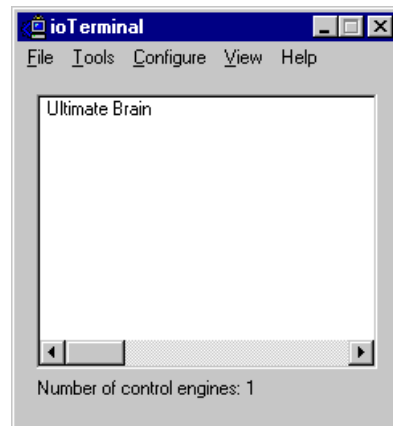 ioTerminal
File Tools Configure View Help
Ultimate Brain
Number of control engines: 1